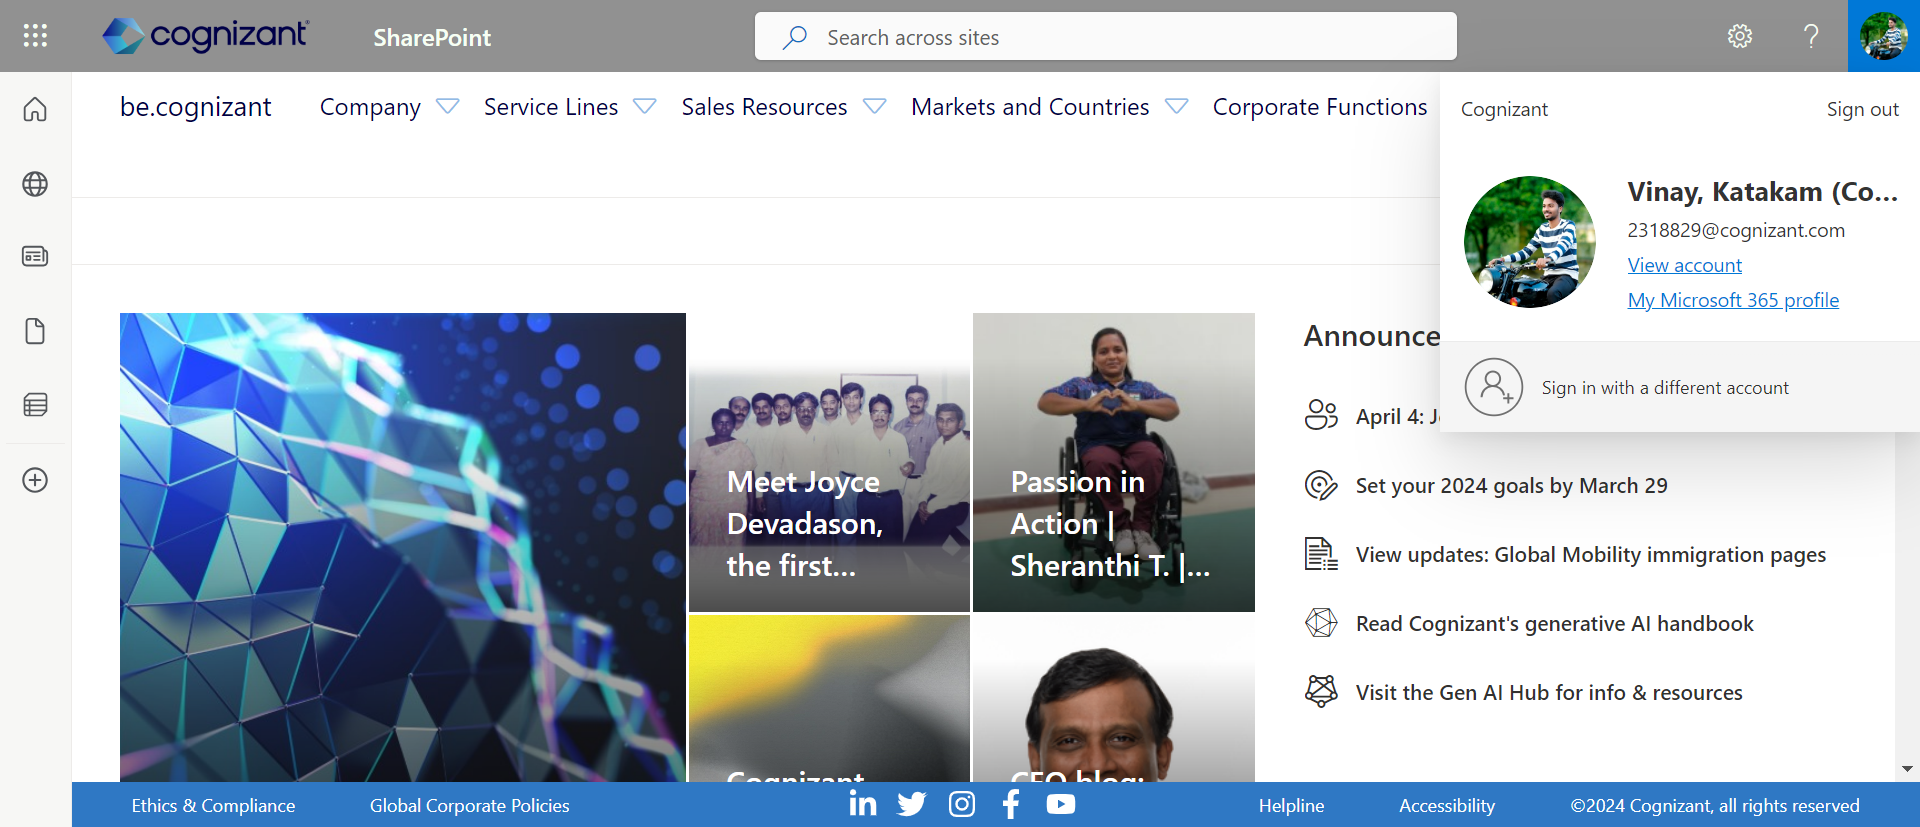 cognizant
SharePoint
Search across sites
be.cognizant
Company
Service Lines
Sales Resources
Markets and Countries
Corporate Functions
Cognizant
Sign out
Vinay, Katakam (Co...
2318829@cognizant.com
View account
My Microsoft 365 profile
Sign in with a different account
Meet Joyce
Devadason,
the first...
Passion in
Action |
Sheranthi T. |...
Cognizant
CEO blog:
Announce
April 4: J
Set your 2024 goals by March 29
View updates: Global Mobility immigration pages
Read Cognizant's generative AI handbook
Visit the Gen AI Hub for info & resources
Ethics & Compliance
Global Corporate Policies
Helpline
Accessibility
©2024 Cognizant, all rights reserved